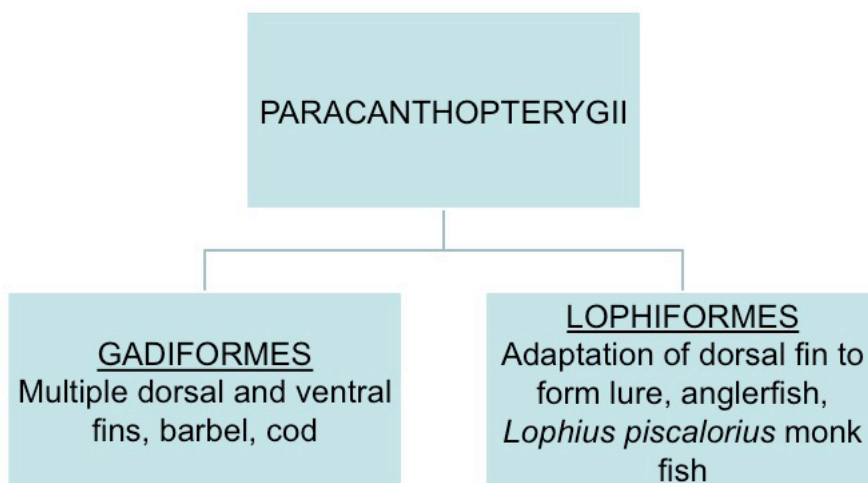 PARACANTHOPTERYGII
GADIFORMES
Multiple dorsal and ventral
fins, barbel, cod
LOPHIFORMES
Adaptation of dorsal fin to
form lure, anglerfish,
Lophius piscalorius monk
fish